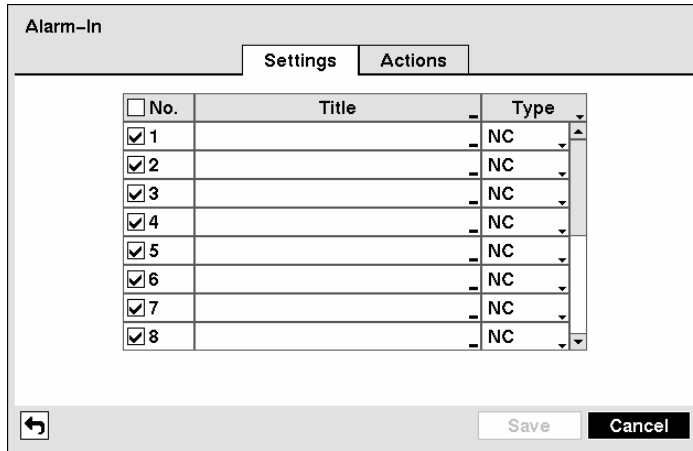 Alarm-In
Settings Actions
No. Title Type
1 NC
2 NC
3 NC
4 NC
5 NC
6 NC
7 NC
8 NC
Save Cancel